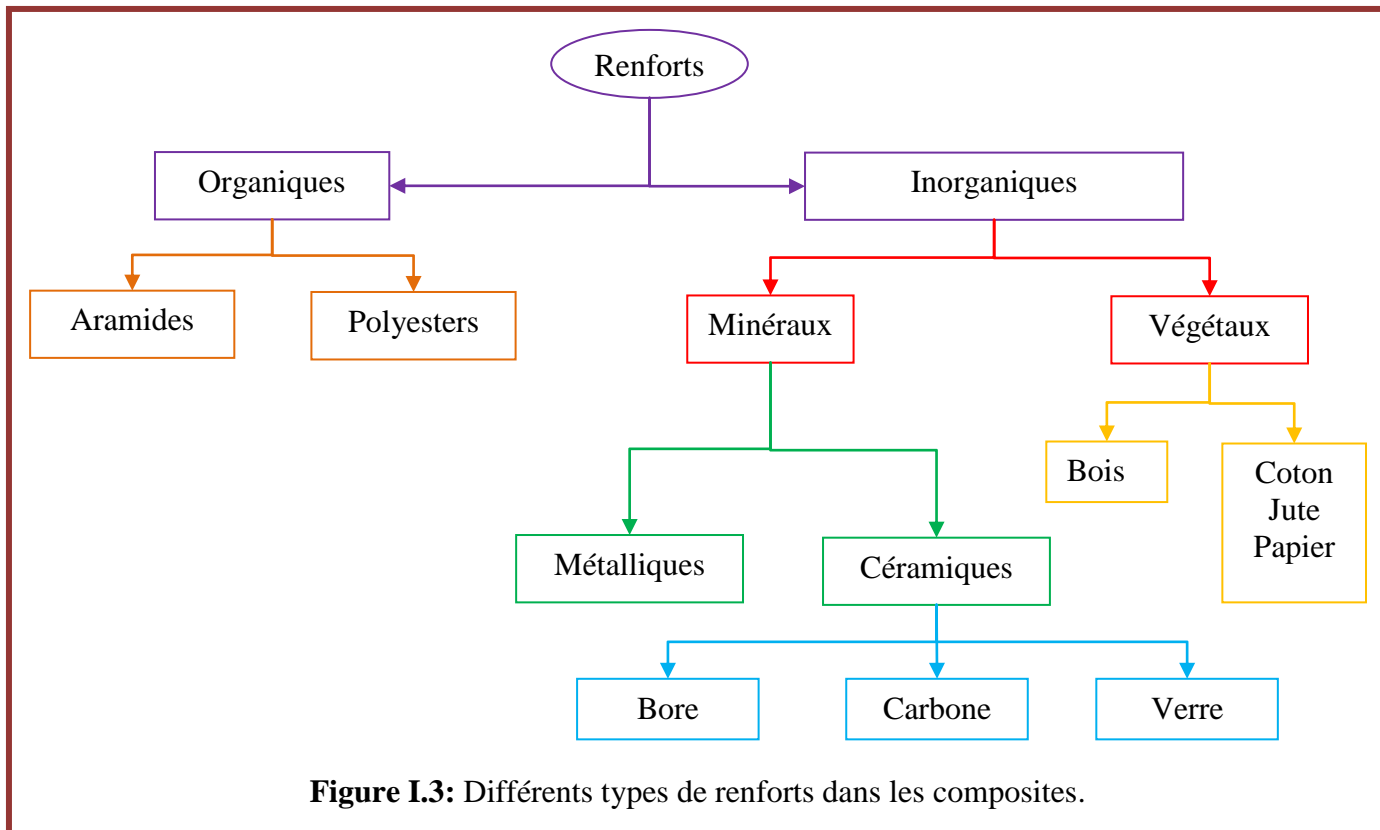 Renforts
Organiques
Inorganiques
Aramides
Polyesters
Minéraux
Végétaux
Bois
Coton
Jute
Papier
Métalliques
Céramiques
Bore
Carbone
Verre
Figure I.3: Différents types de renforts dans les composites.